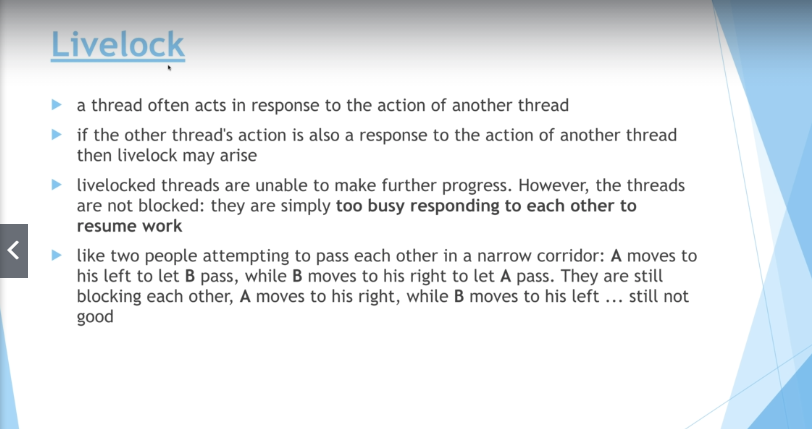 Livelock
a thread often acts in response to the action of another thread
if the other thread's action is also a response to the action of another thread
then livelock may arise
livelocked threads are unable to make further progress. However, the threads
are not blocked: they are simply too busy responding to each other to
resume work
like two people attempting to pass each other in a narrow corridor: A moves to
his left to let B pass, while B moves to his right to let A pass. They are still
blocking each other, A moves to his right, while B moves to his left ... still not
good